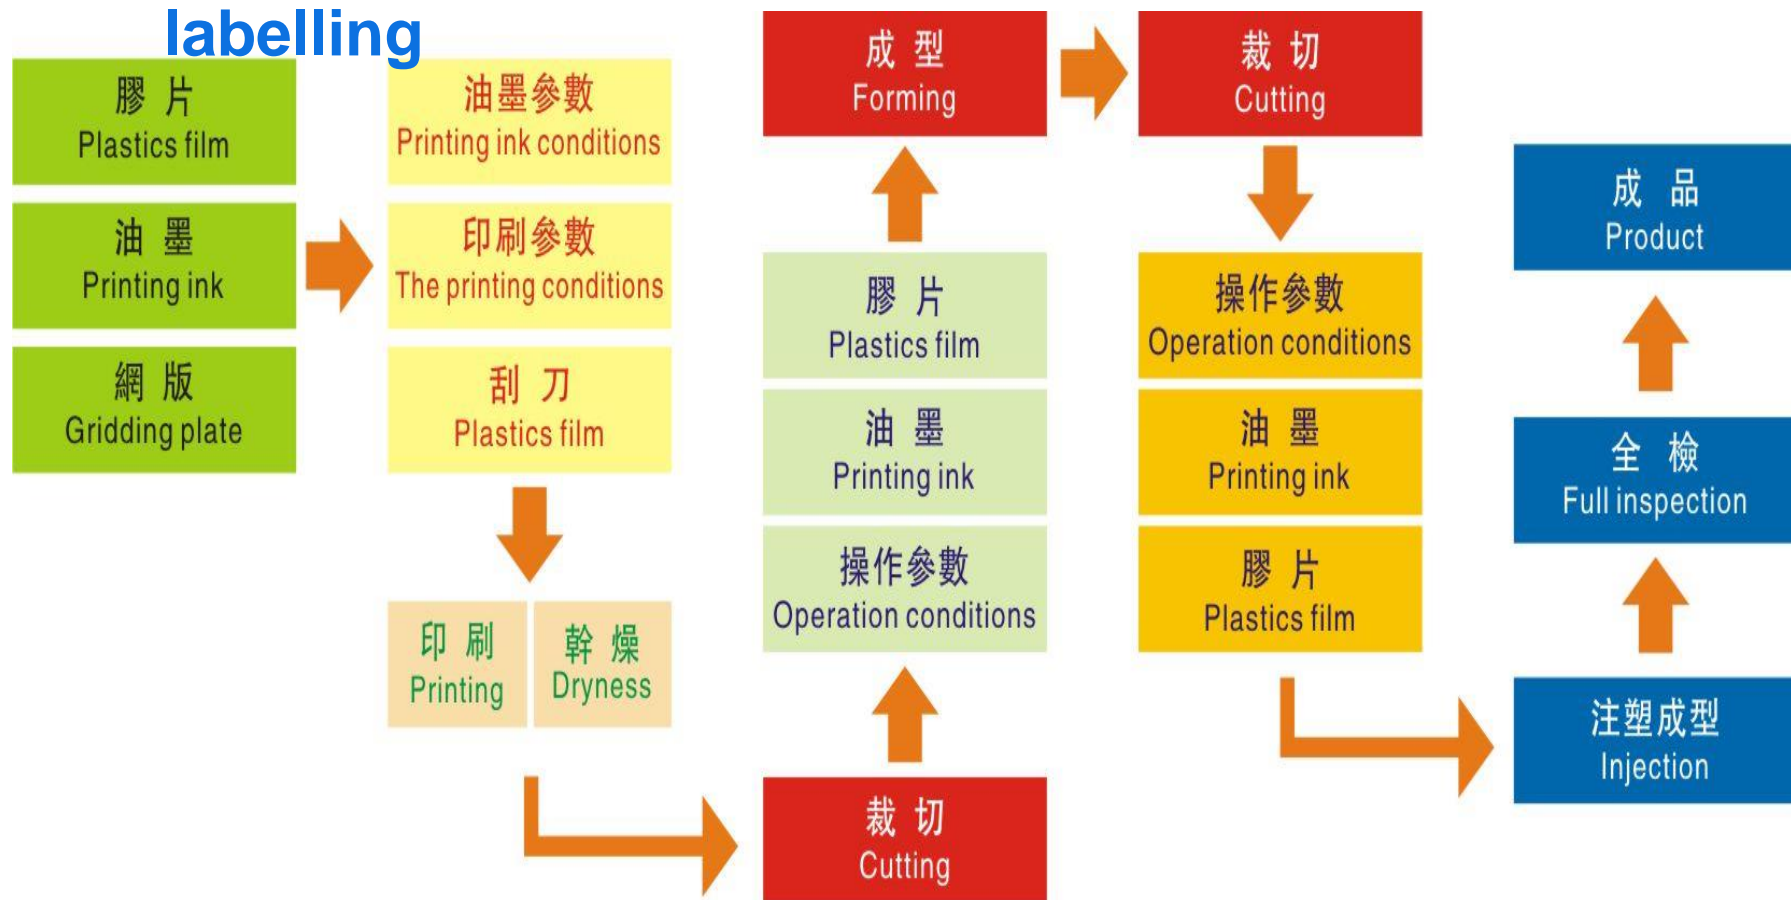 labelling
膠 片
Plastics film
油 墨
Printing ink
網 版
Gridding plate
油墨參數
Printing ink conditions
印刷參數
The printing conditions
刮 刀
Plastics film
印 刷
Printing
幹 燥
Dryness
裁 切
Cutting
膠 片
Plastics film
油 墨
Printing ink
操作參數
Operation conditions
成 型
Forming
裁 切
Cutting
操作參數
Operation conditions
油 墨
Printing ink
膠 片
Plastics film
注塑成型
Injection
全 檢
Full inspection
成 品
Product